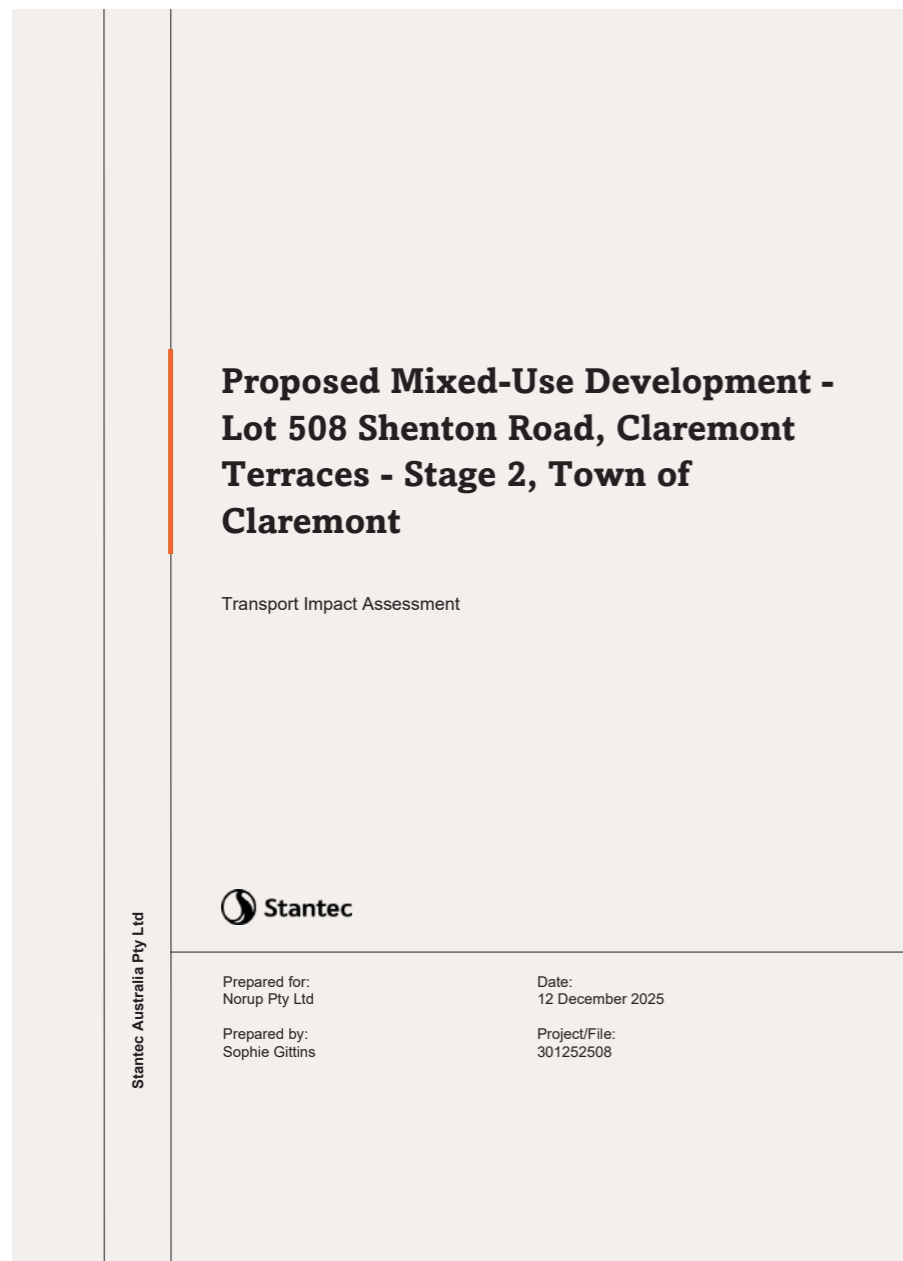 Proposed Mixed-Use Development -
Lot 508 Shenton Road, Claremont
Terraces - Stage 2, Town of
Claremont
Transport Impact Assessment
Stantec
Stantec Australia Pty Ltd
Prepared for:
Norup Pty Ltd
Date:
12 December 2025
Prepared by:
Sophie Gittins
Project/File:
301252508